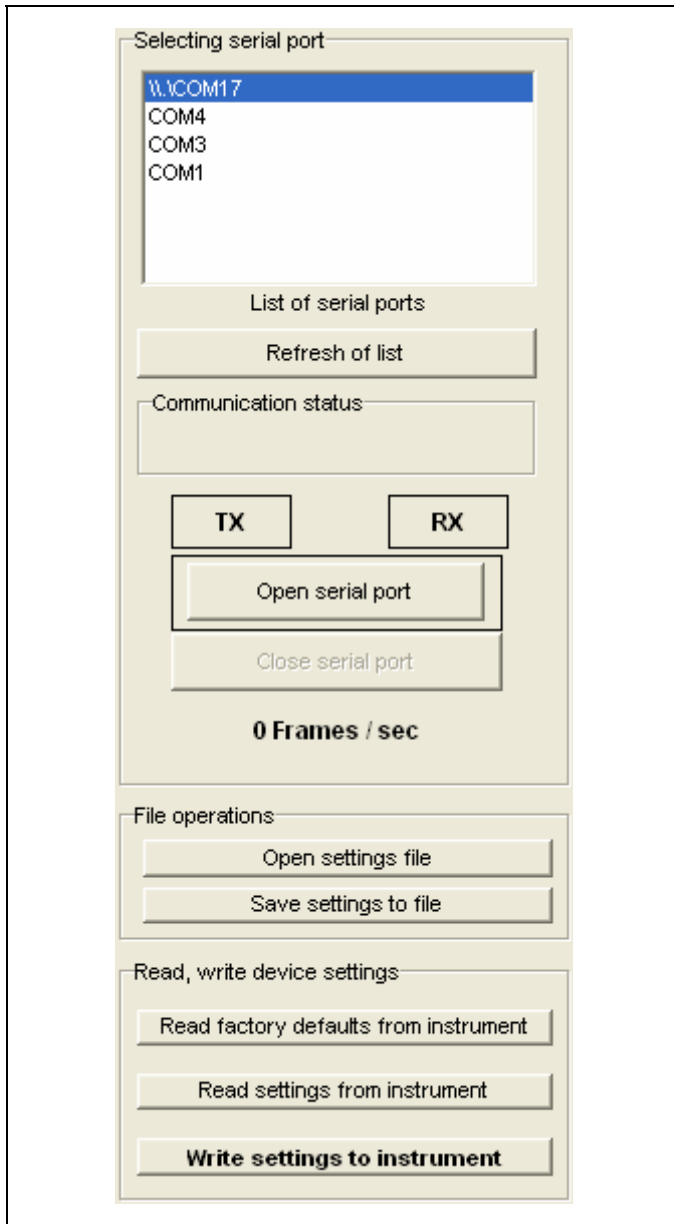 Selecting serial port
\\.\COM17
COM4
COM3
COM1
List of serial ports
Refresh of list
Communication status
TX RX
Open serial port
Close serial port
0 Frames / sec
File operations
Open settings file
Save settings to file
Read, write device settings
Read factory defaults from instrument
Read settings from instrument
Write settings to instrument